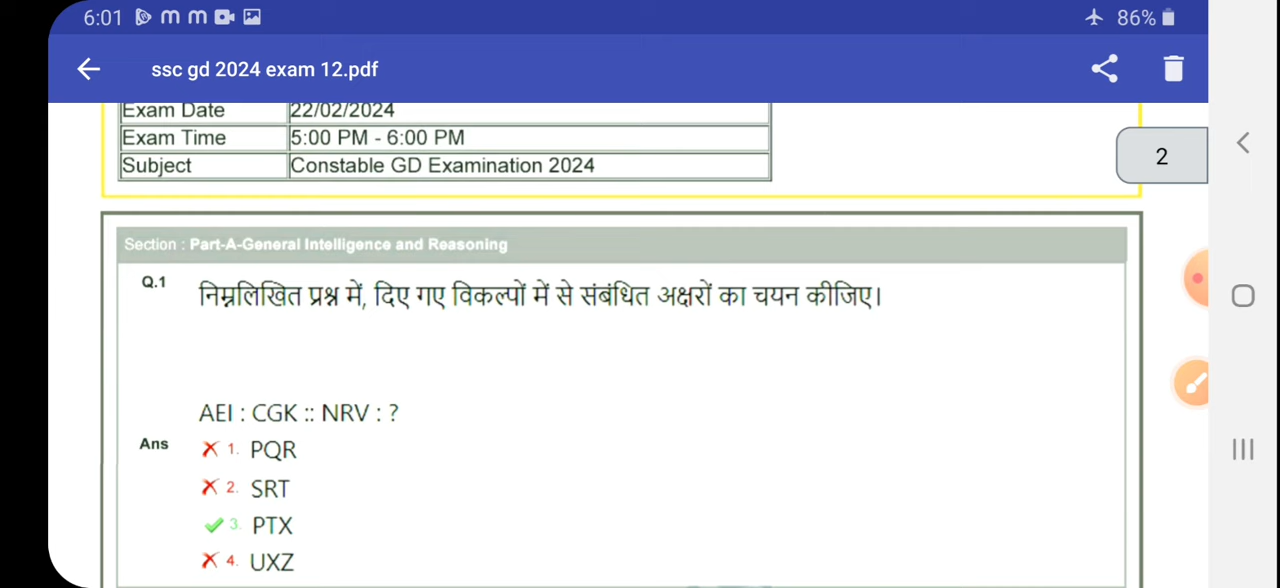 6:01 86%
ssc gd 2024 exam 12.pdf
Exam Date 22/02/2024
Exam Time 5:00 PM - 6:00 PM
Subject Constable GD Examination 2024
2
Section : Part-A-General Intelligence and Reasoning
Q.1 निम्नलिखित प्रश्न में, दिए गए विकल्पों में से संबंधित अक्षरों का चयन कीजिए।
AEI : CGK :: NRV : ?
Ans 1. PQR
2. SRT
3. PTX
4. UXZ